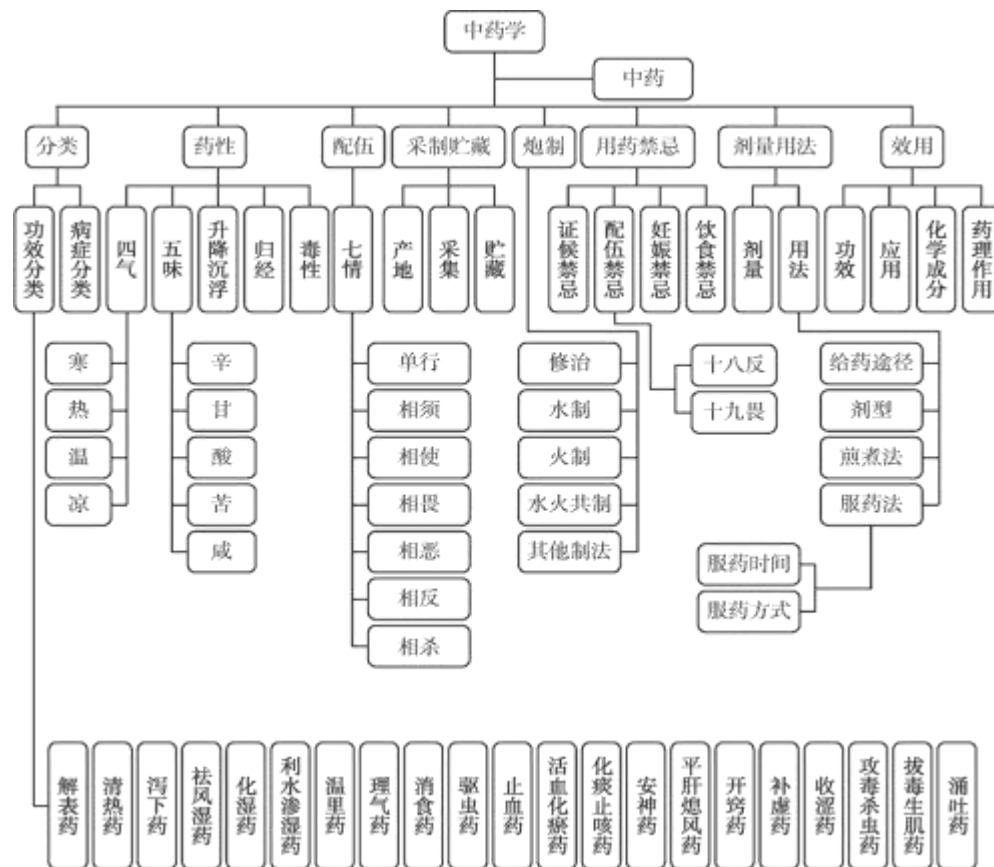 中药学
中药
分类
药性
配伍
采制贮藏
炮制
用药禁忌
剂量用法
效用
功效分类
病症分类
四气
五味
升降沉浮
归经
毒性
七情
产地
采集
贮藏
证候禁忌
配伍禁忌
妊娠禁忌
饮食禁忌
剂量
用法
功效
应用
化学成分
药理作用
寒
辛
单行
修治
十八反
给药途径
热
甘
相须
水制
十九畏
剂型
温
酸
相使
火制
煎煮法
凉
苦
相畏
水火共制
服药法
咸
相恶
其他制法
服药时间
相反
服药方式
相杀
解表药
清热药
泻下药
祛风湿药
化湿药
利水渗湿药
温里药
理气药
消食药
驱虫药
止血药
活血化瘀药
化痰止咳药
安神药
平肝熄风药
开窍药
补虚药
收涩药
攻毒杀虫药
拔毒生肌药
涌吐药